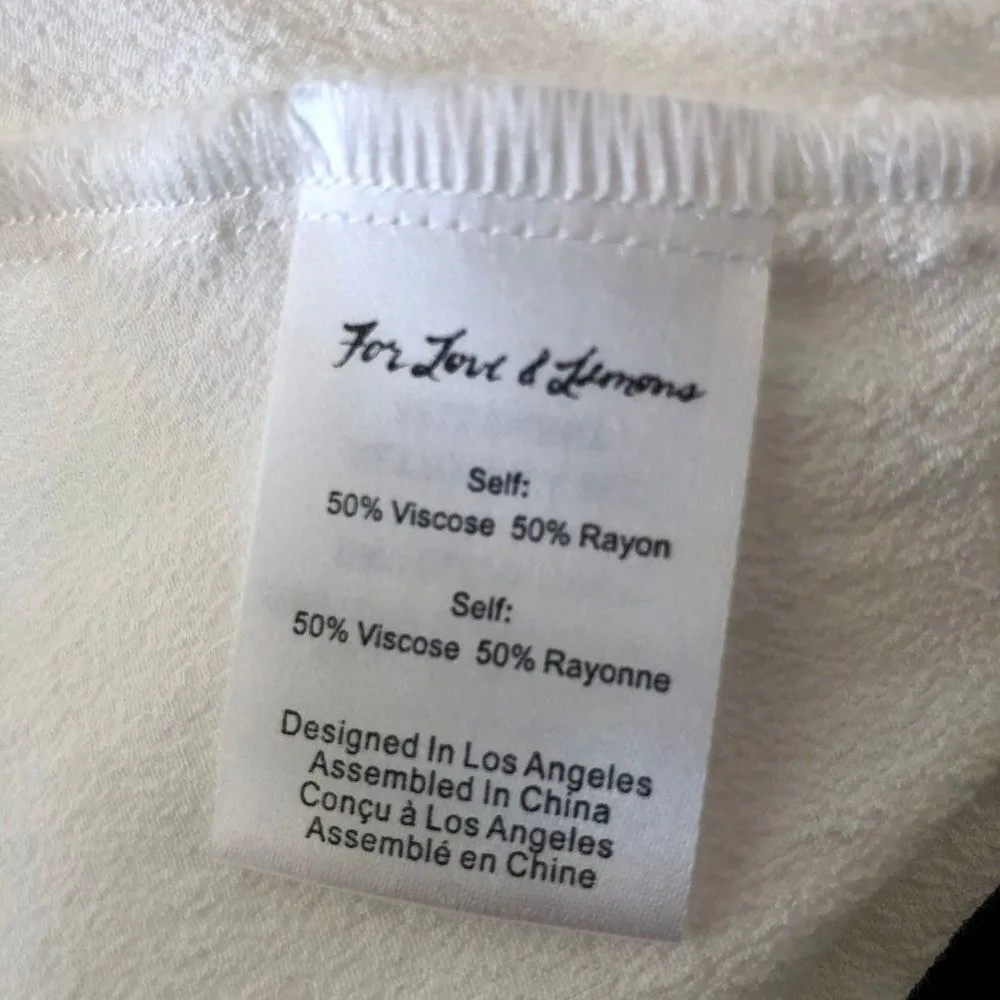 For Love & Lemons
Self:
50% Viscose 50% Rayon
Self:
50% Viscose 50% Rayonne
Designed In Los Angeles
Assembled In China
Conçu à Los Angeles
Assemblé en Chine